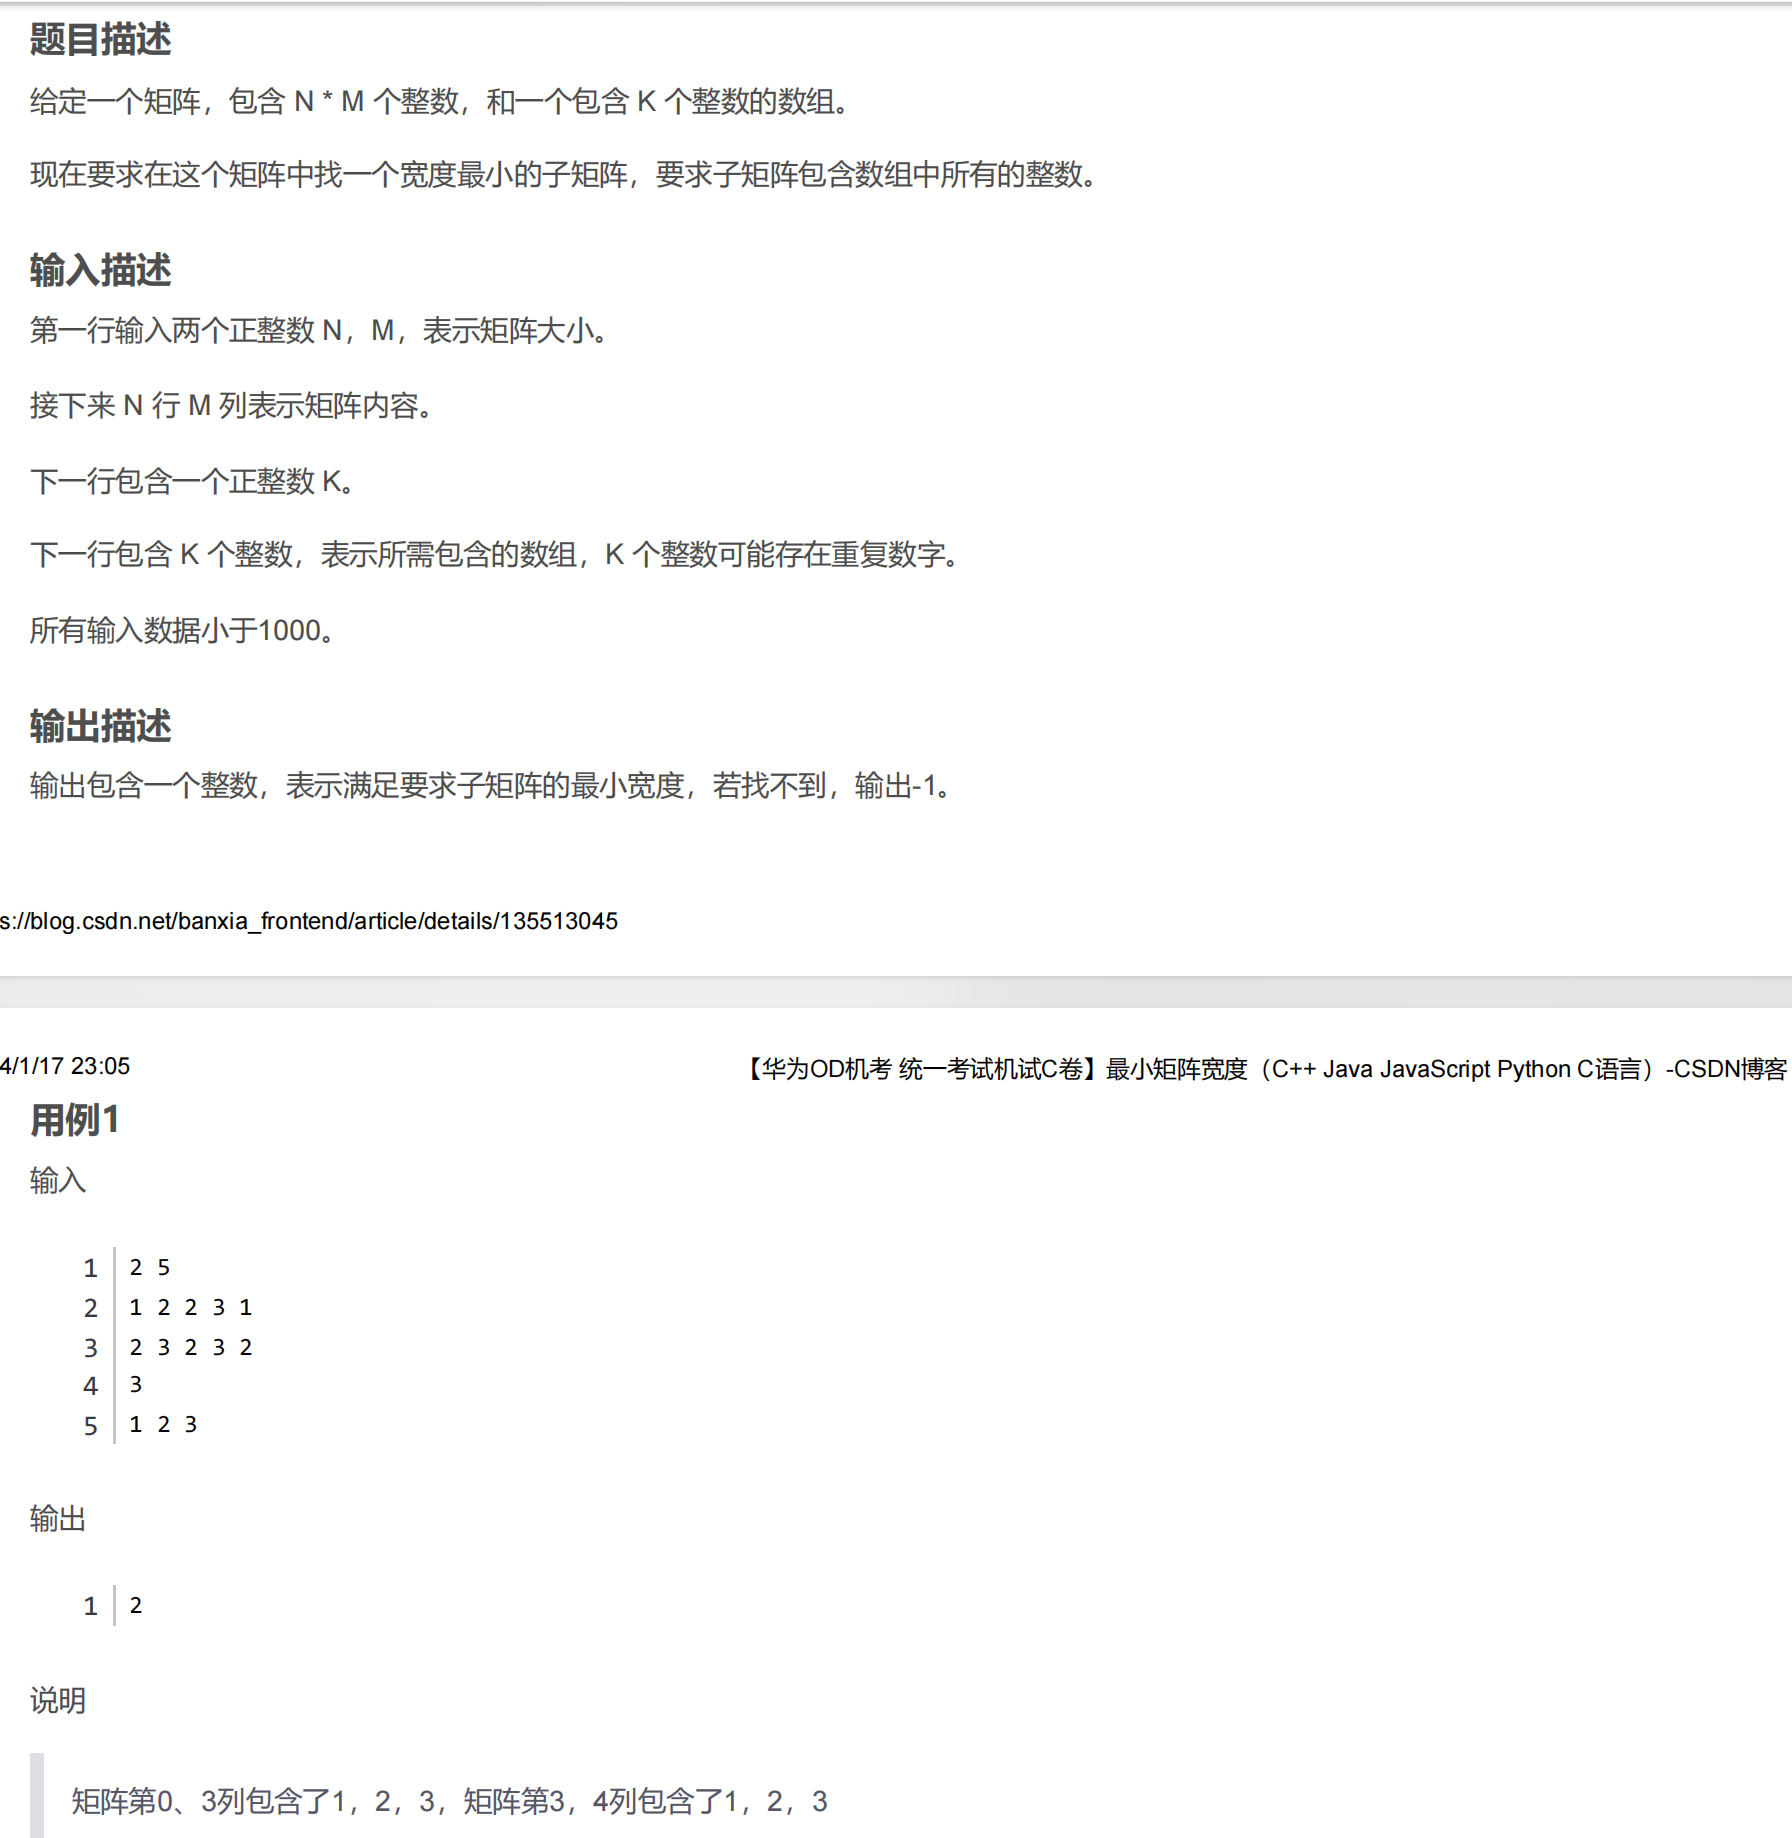 题目描述
给定一个矩阵，包含 N * M 个整数，和一个包含 K 个整数的数组。
现在要求在这个矩阵中找一个宽度最小的子矩阵，要求子矩阵包含数组中所有的整数。
输入描述
第一行输入两个正整数 N，M，表示矩阵大小。
接下来 N 行 M 列表示矩阵内容。
下一行包含一个正整数 K。
下一行包含 K 个整数，表示所需包含的数组，K 个整数可能存在重复数字。
所有输入数据小于1000。
输出描述
输出包含一个整数，表示满足要求子矩阵的最小宽度，若找不到，输出-1。
s://blog.csdn.net/banxia_frontend/article/details/135513045
4/1/17 23:05 【华为OD机考 统一考试机试C卷】最小矩阵宽度（C++ Java JavaScript Python C语言）-CSDN博客
用例1
输入
1 2 5
2 1 2 2 3 1
3 2 3 2 3 2
4 3
5 1 2 3
输出
1 2
说明
矩阵第0、3列包含了1，2，3，矩阵第3，4列包含了1，2，3